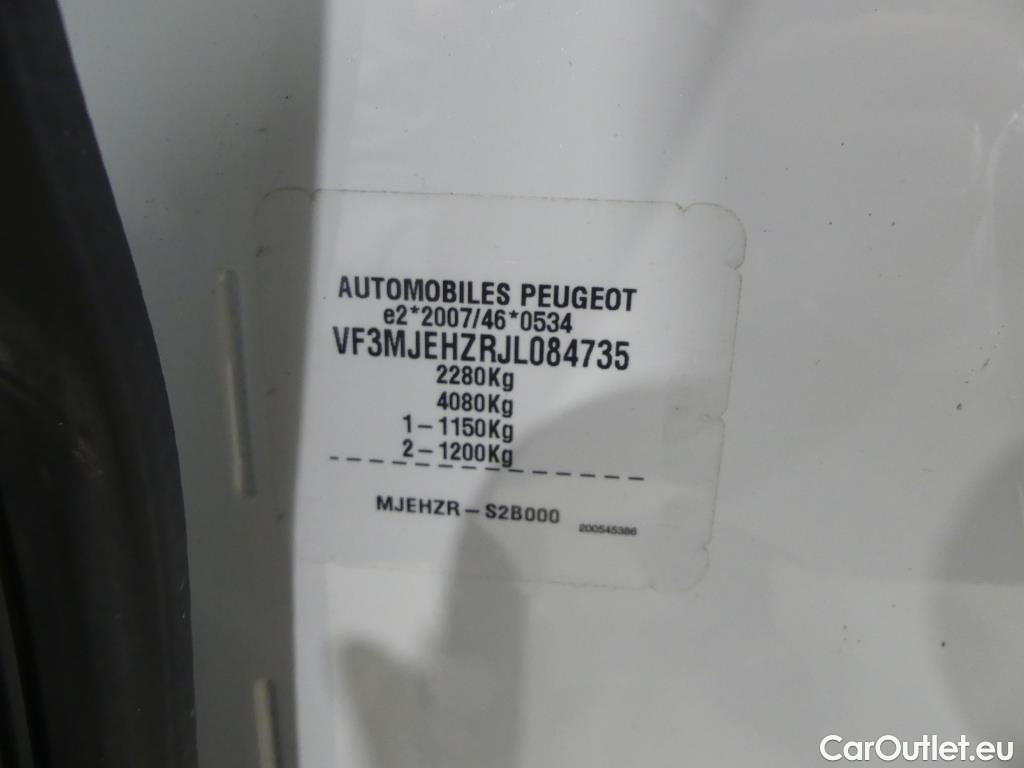 AUTOMOBILES PEUGEOT
e2*2007/46*0534
VF3MJEHZRJL084735
2280Kg
4080Kg
1-1150Kg
2-1200Kg
MJEHZR-S2B000
200545386
CarOutlet.eu